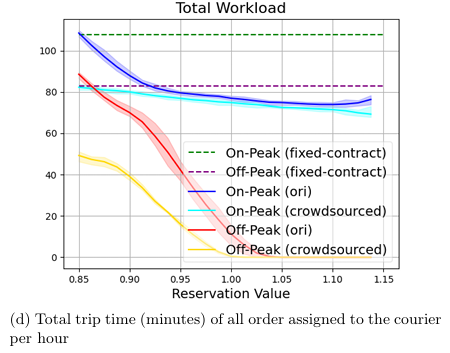 Total Workload
100
80
60
40
20
0
On-Peak (fixed-contract)
Off-Peak (fixed-contract)
On-Peak (ori)
On-Peak (crowdsourced)
Off-Peak (ori)
Off-Peak (crowdsourced)
0.85 0.90 0.95 1.00 1.05 1.10 1.15
Reservation Value
(d) Total trip time (minutes) of all order assigned to the courier
per hour